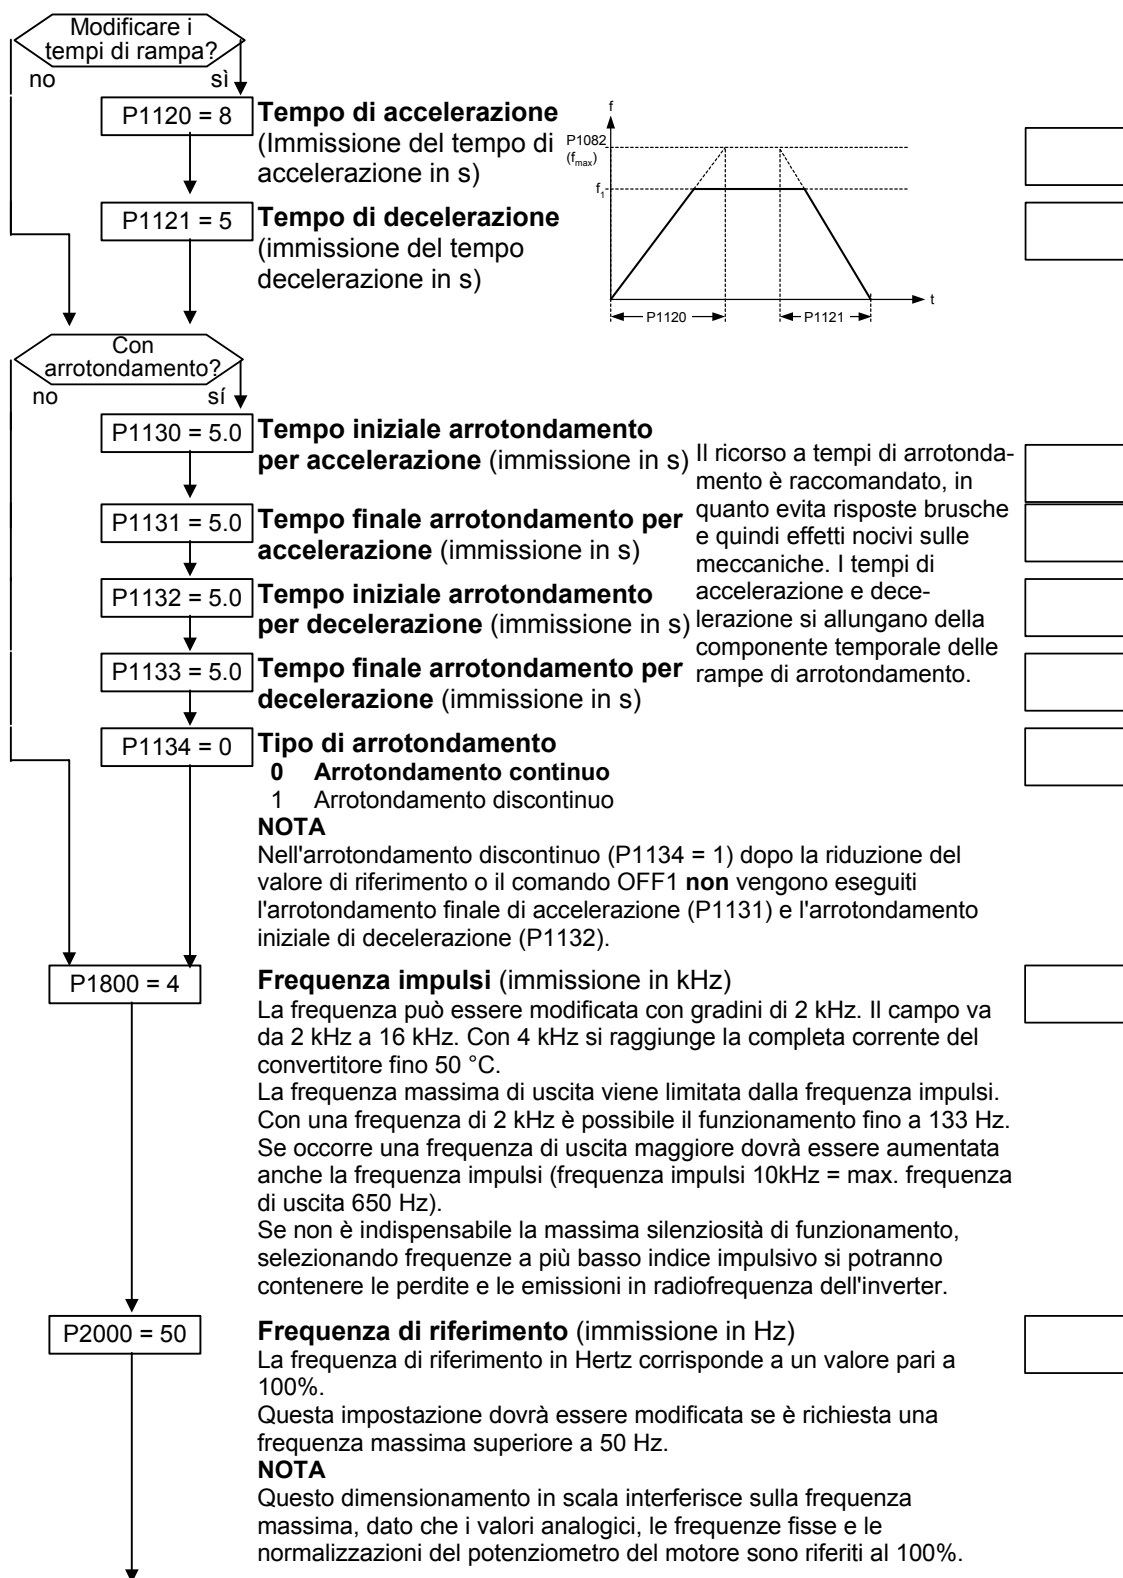 Modificare i
tempi di rampa?
no
sì
P1120 = 8
Tempo di accelerazione
(Immissione del tempo di
accelerazione in s)
P1121 = 5
Tempo di decelerazione
(immissione del tempo
decelerazione in s)
f
P1082
(fmax)
f1
t
P1120
P1121
Con
arrotondamento?
no
sí
P1130 = 5.0
Tempo iniziale arrotondamento
per accelerazione (immissione in s)
P1131 = 5.0
Tempo finale arrotondamento per
accelerazione (immissione in s)
P1132 = 5.0
Tempo iniziale arrotondamento
per decelerazione (immissione in s)
P1133 = 5.0
Tempo finale arrotondamento per
decelerazione (immissione in s)
Il ricorso a tempi di arrotonda-
mento è raccomandato, in
quanto evita risposte brusche
e quindi effetti nocivi sulle
meccaniche. I tempi di
accelerazione e dece-
lerazione si allungano della
componente temporale delle
rampe di arrotondamento.
P1134 = 0
Tipo di arrotondamento
0 Arrotondamento continuo
1 Arrotondamento discontinuo
NOTA
Nell'arrotondamento discontinuo (P1134 = 1) dopo la riduzione del
valore di riferimento o il comando OFF1 non vengono eseguiti
l'arrotondamento finale di accelerazione (P1131) e l'arrotondamento
iniziale di decelerazione (P1132).
P1800 = 4
Frequenza impulsi (immissione in kHz)
La frequenza può essere modificata con gradini di 2 kHz. Il campo va
da 2 kHz a 16 kHz. Con 4 kHz si raggiunge la completa corrente del
convertitore fino 50 °C.
La frequenza massima di uscita viene limitata dalla frequenza impulsi.
Con una frequenza di 2 kHz è possibile il funzionamento fino a 133 Hz.
Se occorre una frequenza di uscita maggiore dovrà essere aumentata
anche la frequenza impulsi (frequenza impulsi 10kHz = max. frequenza
di uscita 650 Hz).
Se non è indispensabile la massima silenziosità di funzionamento,
selezionando frequenze a più basso indice impulsivo si potranno
contenere le perdite e le emissioni in radiofrequenza dell'inverter.
P2000 = 50
Frequenza di riferimento (immissione in Hz)
La frequenza di riferimento in Hertz corrisponde a un valore pari a
100%.
Questa impostazione dovrà essere modificata se è richiesta una
frequenza massima superiore a 50 Hz.
NOTA
Questo dimensionamento in scala interferisce sulla frequenza
massima, dato che i valori analogici, le frequenze fisse e le
normalizzazioni del potenziometro del motore sono riferiti al 100%.